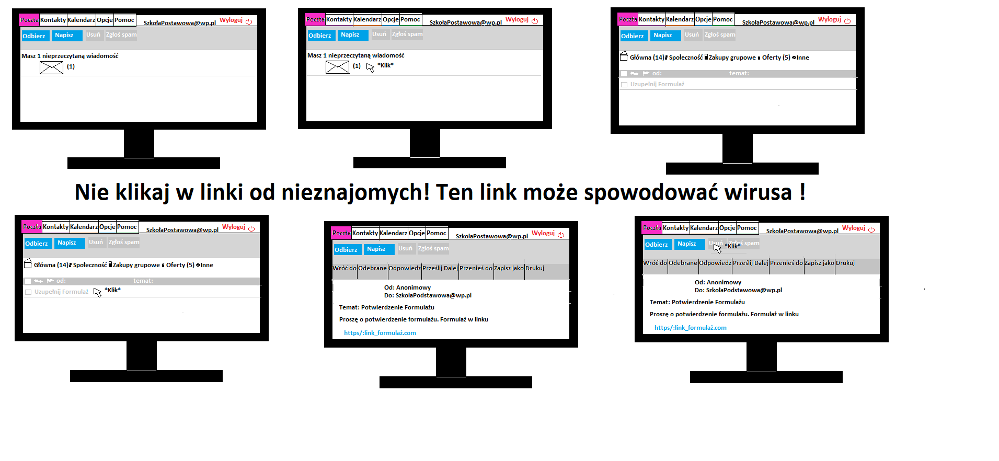 Poczta Kontakty Kalendarz Opcje Pomoc SzkołaPostawowa@wp.pl Wyloguj
Odbierz Napisz Usuń Zgłoś spam
Masz 1 nieprzeczytaną wiadomość
(1)
Poczta Kontakty Kalendarz Opcje Pomoc SzkołaPostawowa@wp.pl Wyloguj
Odbierz Napisz Usuń Zgłoś spam
Masz 1 nieprzeczytaną wiadomość
(1) *Klik*
Poczta Kontakty Kalendarz Opcje Pomoc SzkołaPostawowa@wp.pl Wyloguj
Odbierz Napisz Usuń Zgłoś spam
Główna (14) Społeczność Zakupy grupowe Oferty (5) Inne
od: temat:
Uzupełnij Formulaż
Nie klikaj w linki od nieznajomych! Ten link może spowodować wirusa !
Poczta Kontakty Kalendarz Opcje Pomoc SzkołaPostawowa@wp.pl Wyloguj
Odbierz Napisz Usuń Zgłoś spam
Główna (14) Społeczność Zakupy grupowe Oferty (5) Inne
od: temat:
Uzupełnij Formulaż *Klik*
Poczta Kontakty Kalendarz Opcje Pomoc SzkołaPostawowa@wp.pl Wyloguj
Odbierz Napisz Usuń Zgłoś spam
Wróć do Odebrane Odpowiedz Prześlij Dalej Przenieś do Zapisz jako Drukuj
Od: Anonimowy
Do: SzkołaPodstawowa@wp.pl
Temat: Potwierdzenie Formulażu
Proszę o potwierdzenie formulażu. Formulaż w linku
https/:link_formulaż.com
Poczta Kontakty Kalendarz Opcje Pomoc SzkołaPostawowa@wp.pl Wyloguj
Odbierz Napisz Usuń Zgłoś spam
*Klik*
Wróć do Odebrane Odpowiedz Prześlij Dalej Przenieś do Zapisz jako Drukuj
Od: Anonimowy
Do: SzkołaPodstawowa@wp.pl
Temat: Potwierdzenie Formulażu
Proszę o potwierdzenie formulażu. Formulaż w linku
https/:link_formulaż.com